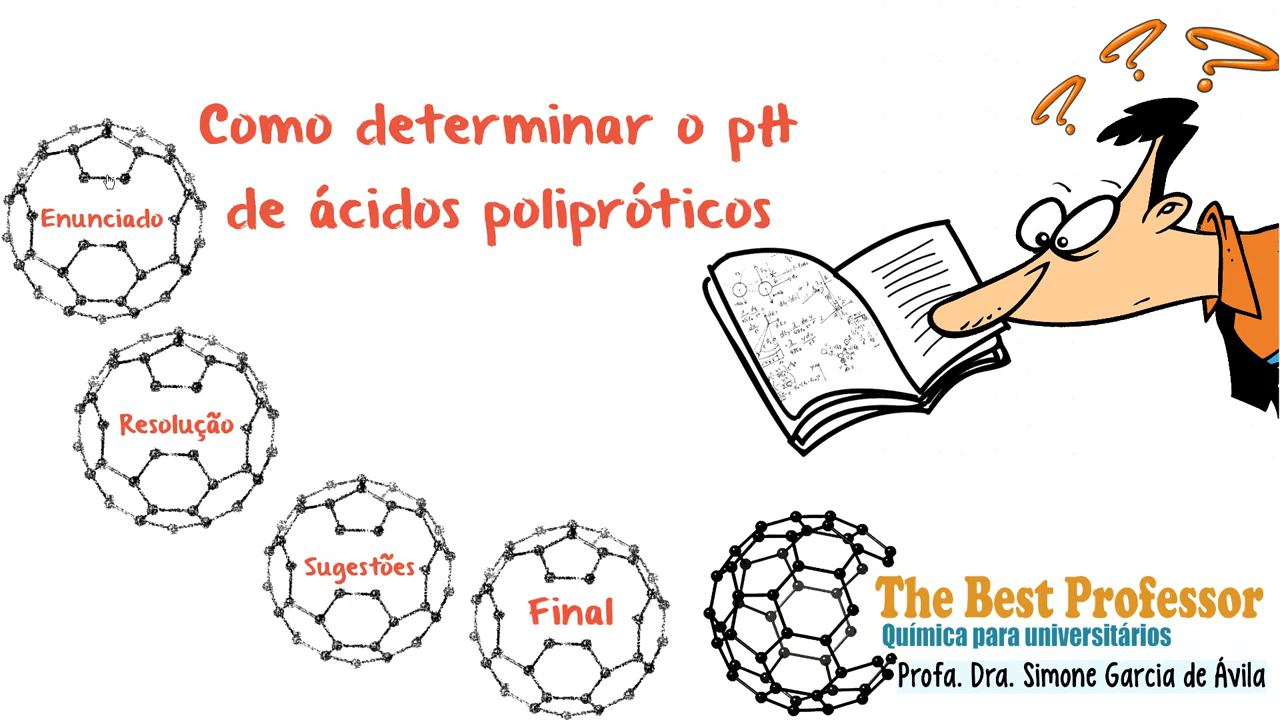 Como determinar o pH
de ácidos polipróticos
Enunciado
Resolução
Sugestões
Final
The Best Professor
Química para universitários
Profa. Dra. Simone Garcia de Ávila